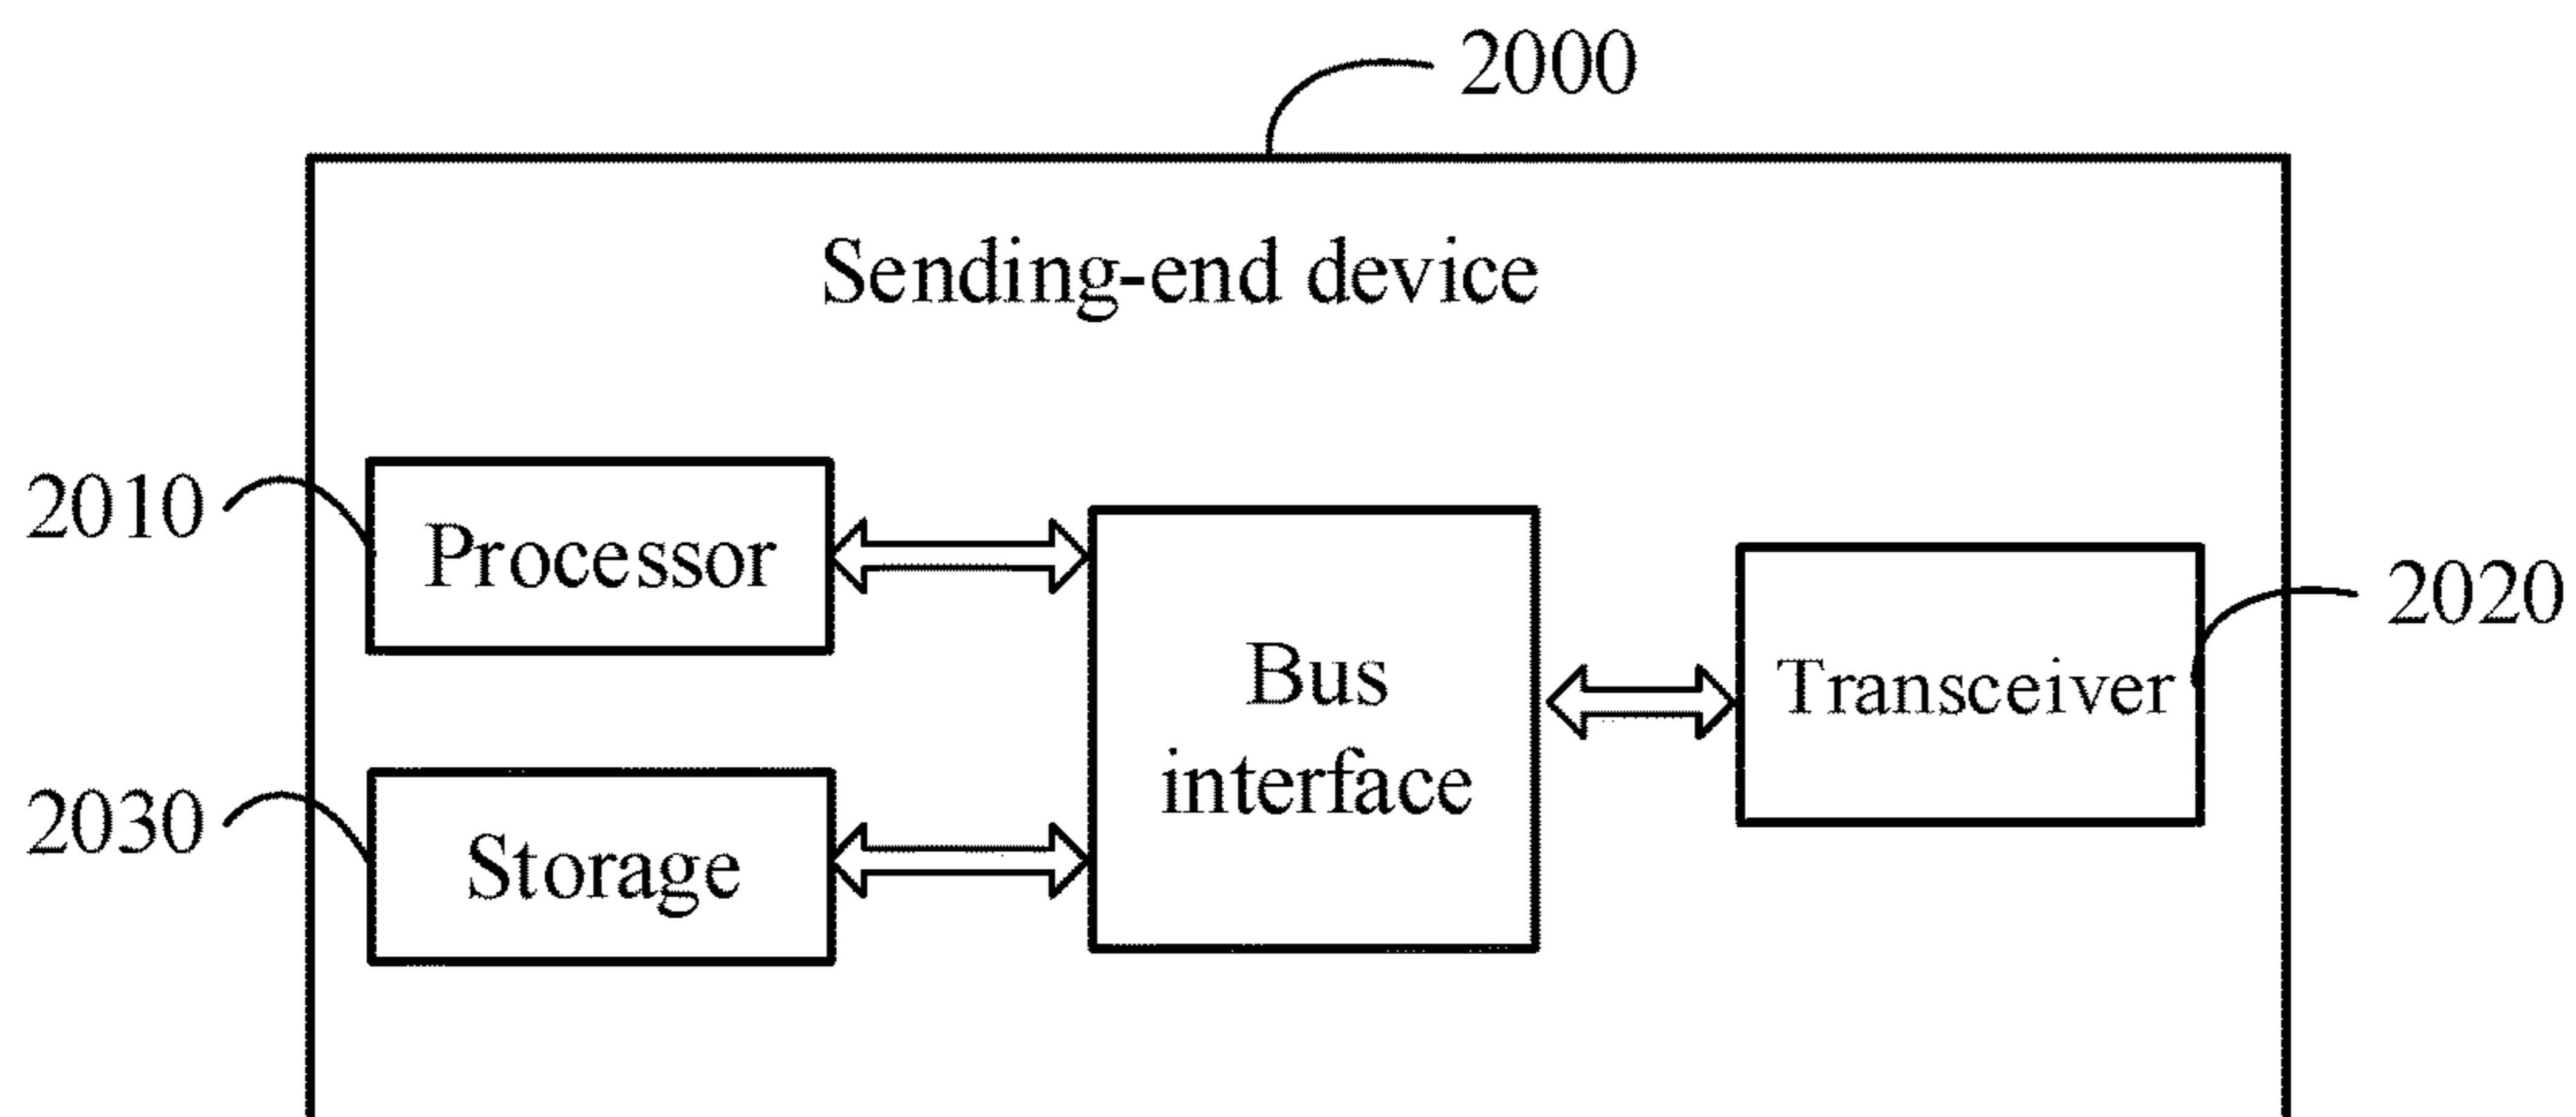 2000
Sending-end device
2010
Processor
Bus
interface
Transceiver
2020
2030
Storage